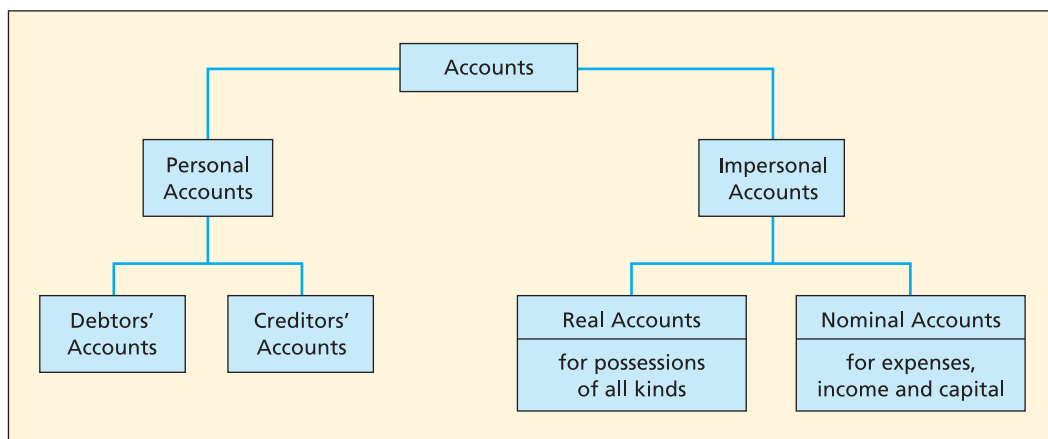 Accounts
Personal
Accounts
Impersonal
Accounts
Debtors’
Accounts
Creditors’
Accounts
Real Accounts
for possessions
of all kinds
Nominal Accounts
for expenses,
income and capital